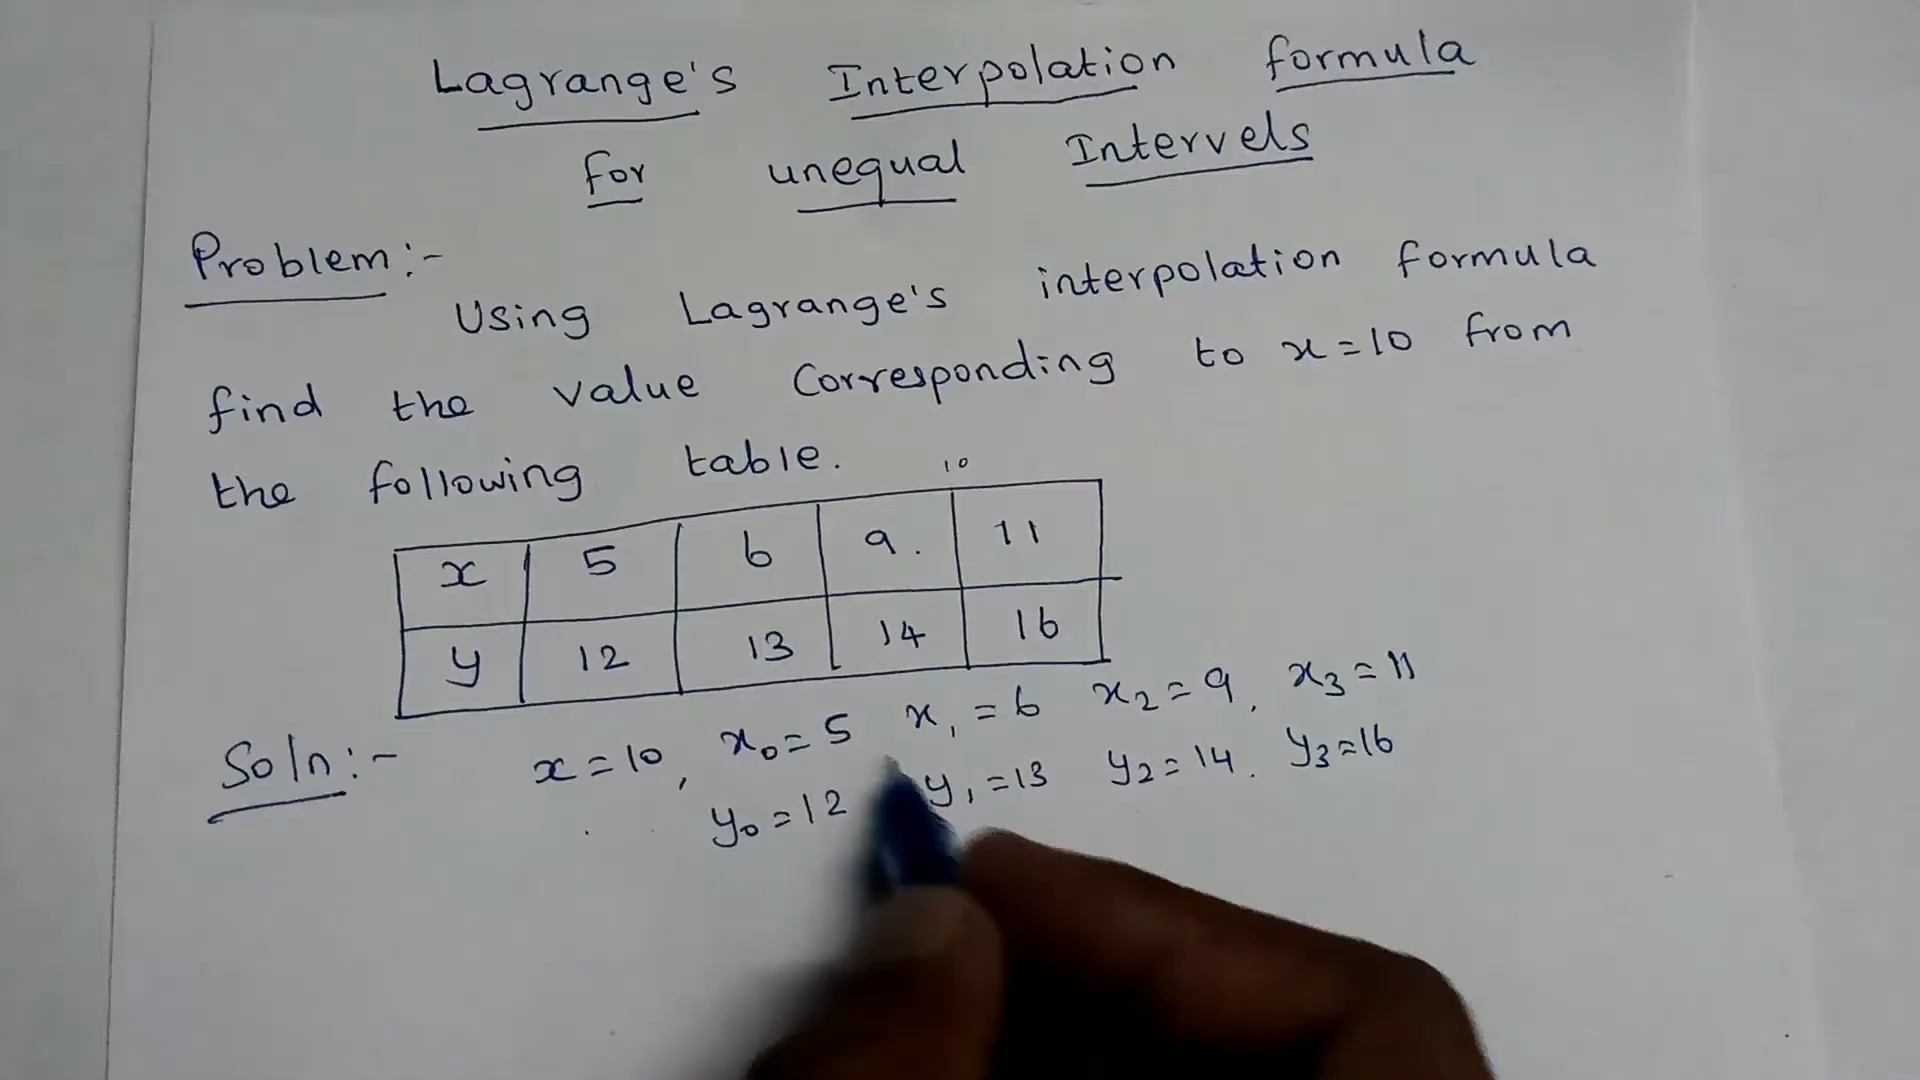 Lagrange's Interpolation formula
for unequal Intervels
Problem:-
Using Lagrange's interpolation formula
find the value corresponding to x=10 from
the following table.
10
x 5 6 9. 11
y 12 13 14 16
Soln:- x=10, x0=5 x1=6 x2=9, x3=11
y0=12 y1=13 y2=14. y3=16